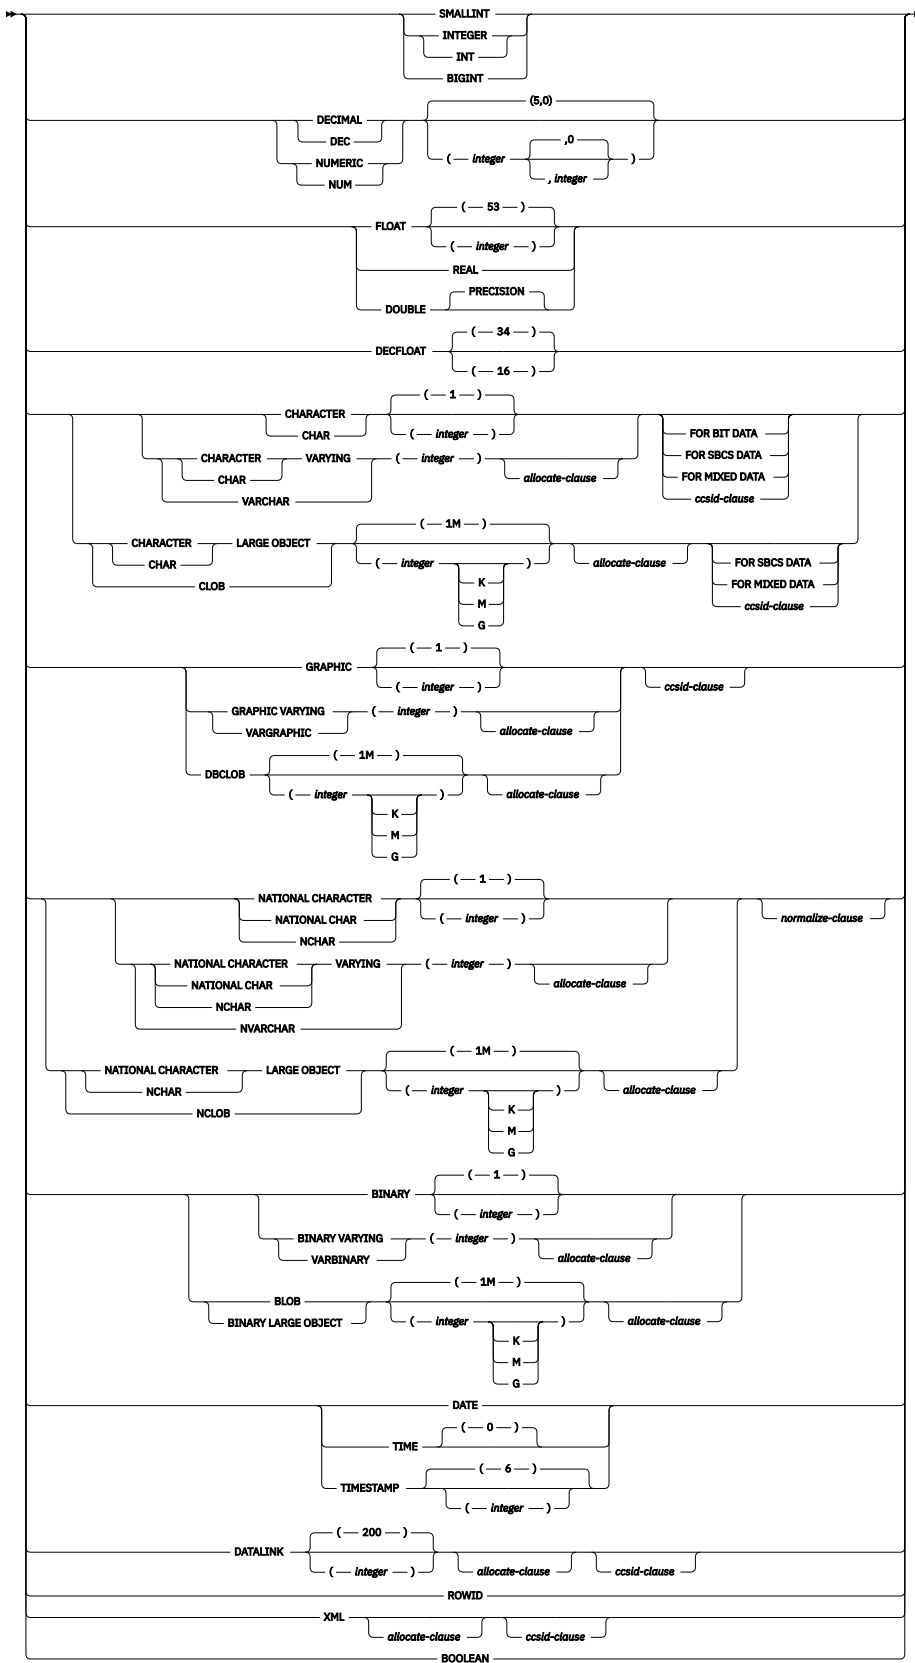 SMALLINT
INTEGER
INT
BIGINT
(5,0)
DECIMAL
DEC
,0
NUMERIC ( integer )
NUM , integer
( 53 )
FLOAT
( integer )
REAL
PRECISION
DOUBLE
( 34 )
DECFLOAT
( 16 )
( 1 )
CHARACTER
CHAR ( integer ) FOR BIT DATA
CHARACTER VARYING ( integer ) FOR SBCS DATA
CHAR allocate-clause FOR MIXED DATA
VARCHAR ccsid-clause
( 1M )
CHARACTER LARGE OBJECT
CHAR ( integer ) allocate-clause FOR SBCS DATA
CLOB K FOR MIXED DATA
M ccsid-clause
G
( 1 )
GRAPHIC
( integer ) ccsid-clause
GRAPHIC VARYING ( integer )
VARGRAPHIC allocate-clause
( 1M )
DBCLOB
( integer ) allocate-clause
K
M
G
( 1 )
NATIONAL CHARACTER
NATIONAL CHAR ( integer ) normalize-clause
NCHAR
NATIONAL CHARACTER VARYING ( integer )
NATIONAL CHAR allocate-clause
NCHAR
NVARCHAR
( 1M )
NATIONAL CHARACTER LARGE OBJECT
NCHAR ( integer ) allocate-clause
NCLOB K
M
G
( 1 )
BINARY
( integer )
BINARY VARYING ( integer )
VARBINARY allocate-clause
( 1M )
BLOB
BINARY LARGE OBJECT ( integer ) allocate-clause
K
M
G
DATE
( 0 )
TIME
( 6 )
TIMESTAMP
( integer )
( 200 )
DATALINK
( integer ) allocate-clause ccsid-clause
ROWID
XML
allocate-clause ccsid-clause
BOOLEAN